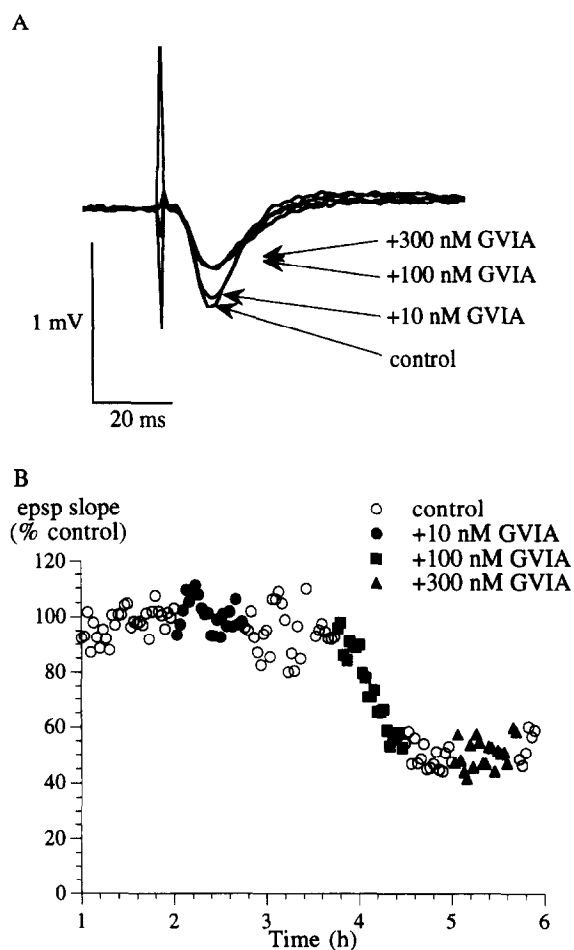 A
+300 nM GVIA
+100 nM GVIA
+10 nM GVIA
control
1 mV
20 ms
B
epsp slope
(% control)
control
+10 nM GVIA
+100 nM GVIA
+300 nM GVIA
120
100
80
60
40
20
0
1 2 3 4 5 6
Time (h)